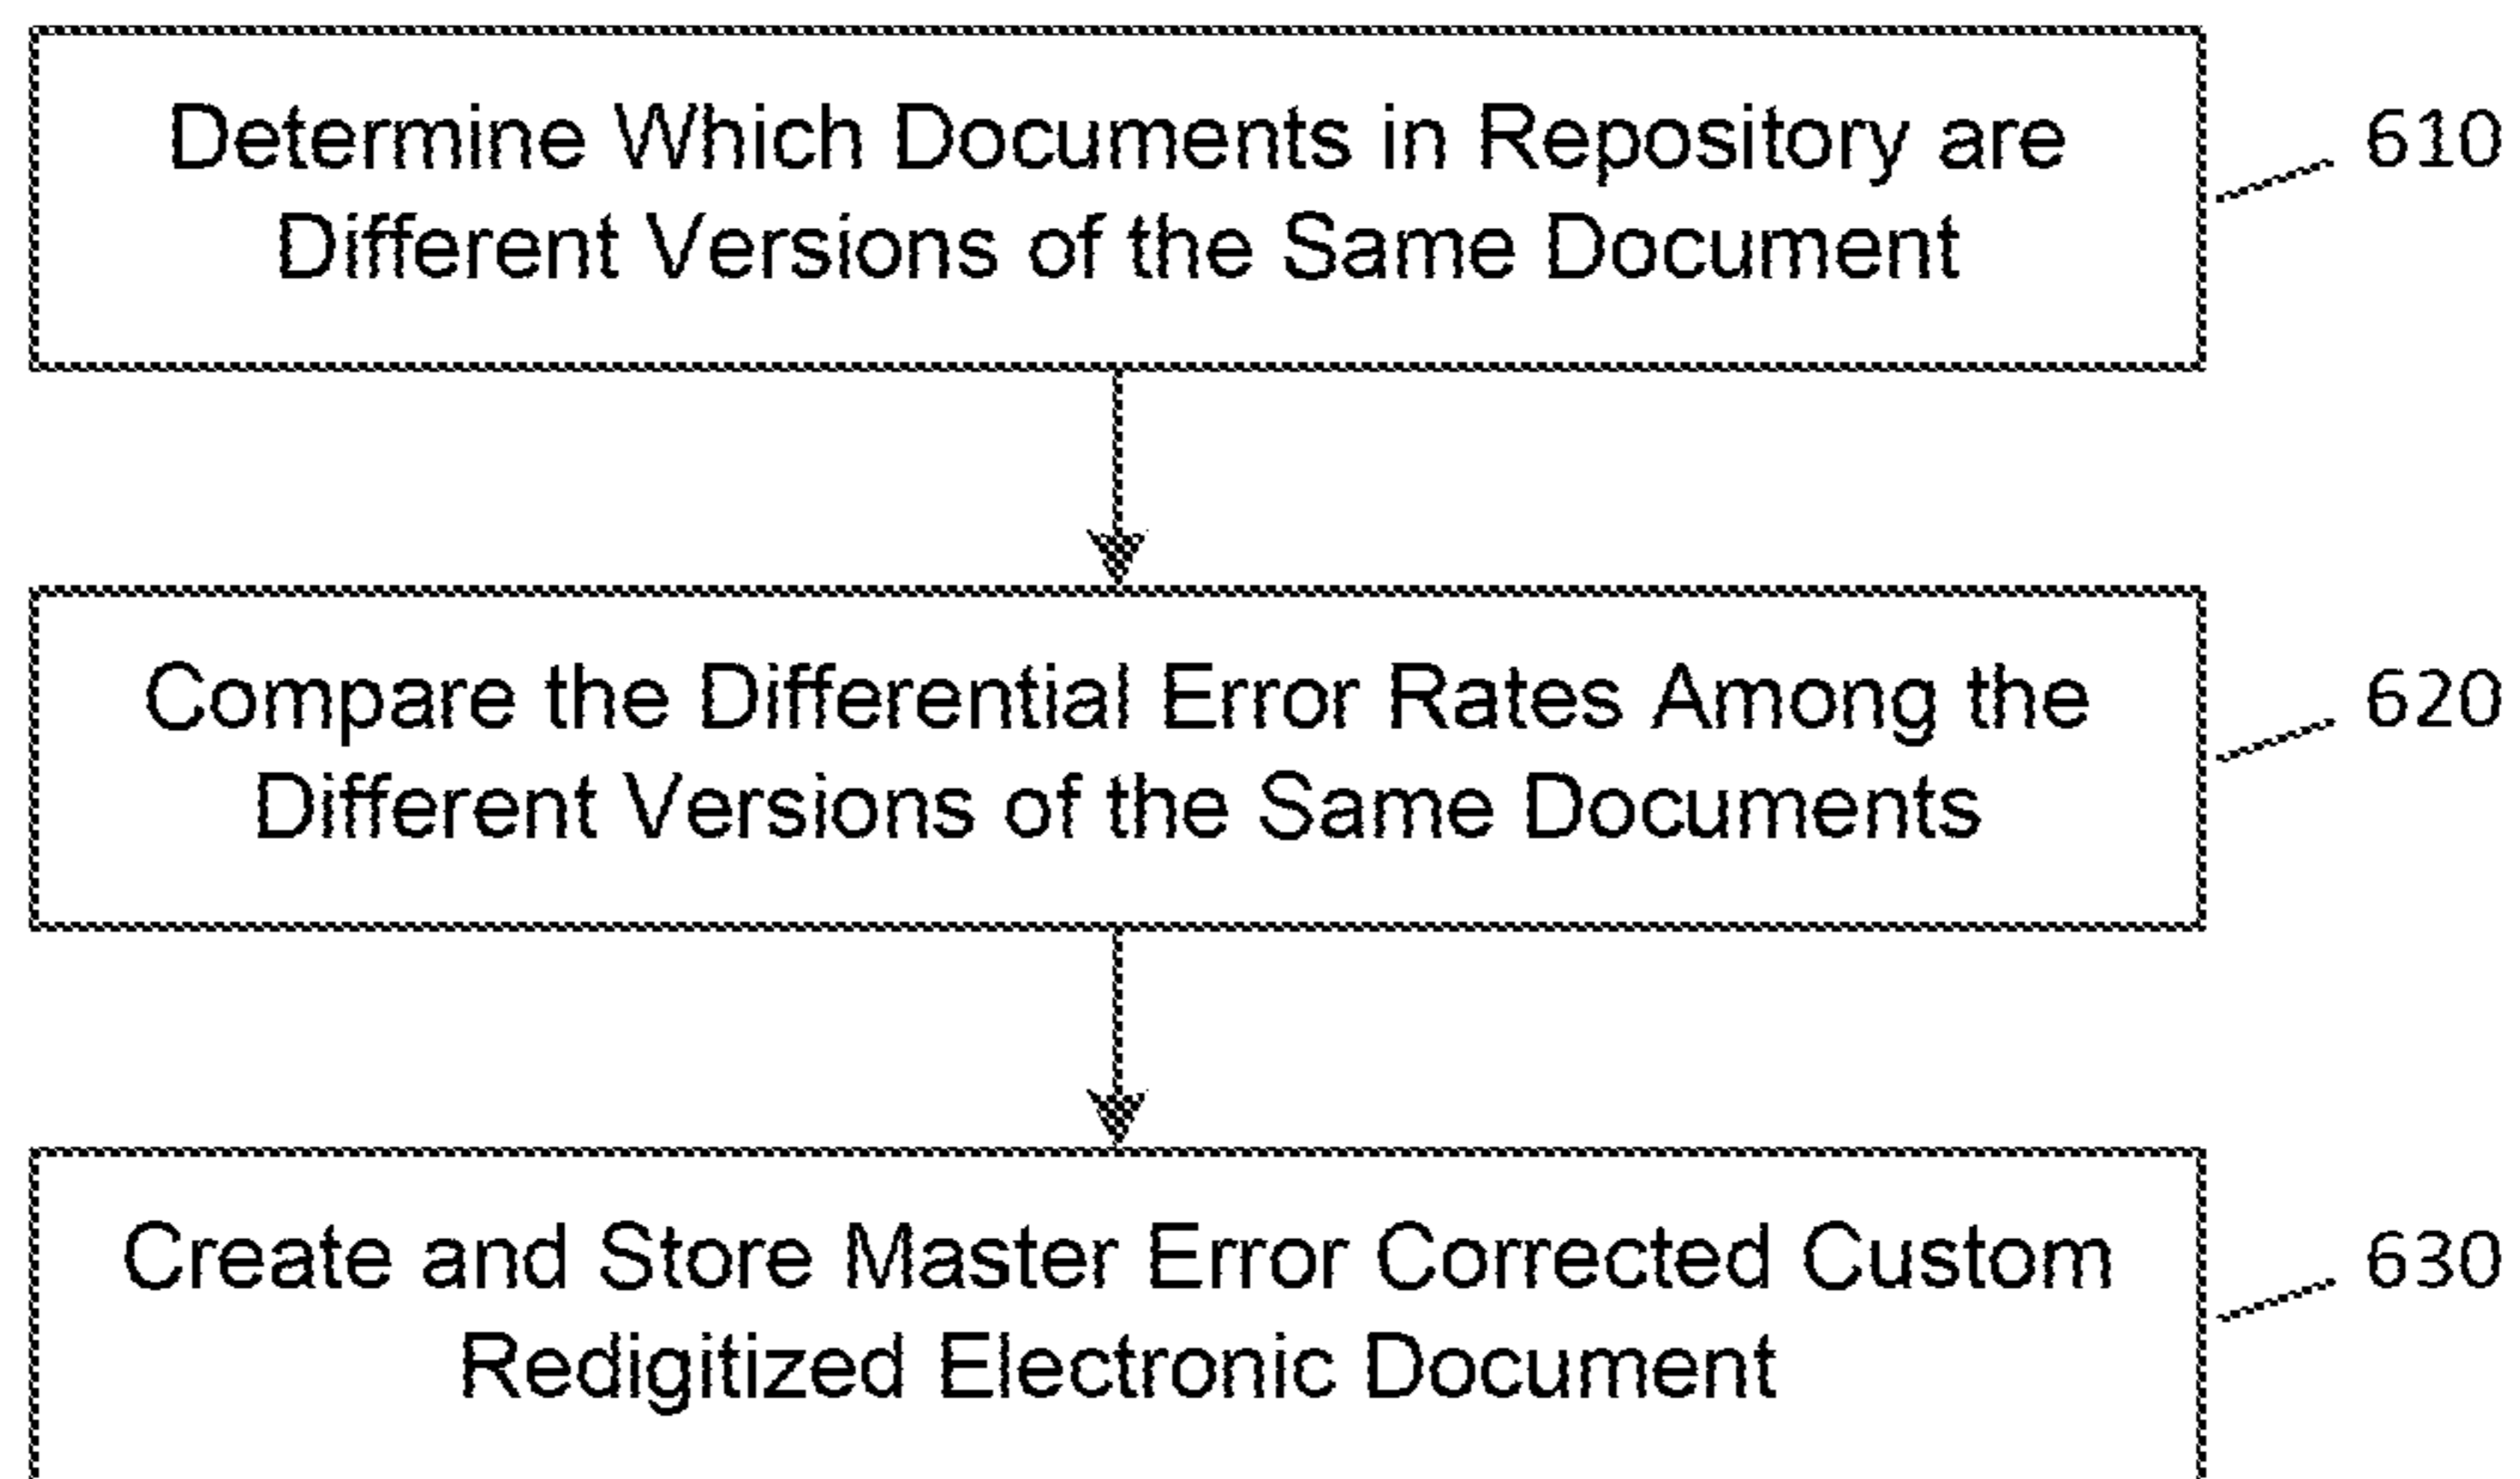 Determine Which Documents in Repository are
Different Versions of the Same Document
610
Compare the Differential Error Rates Among the
Different Versions of the Same Documents
620
Create and Store Master Error Corrected Custom
Redigitized Electronic Document
630